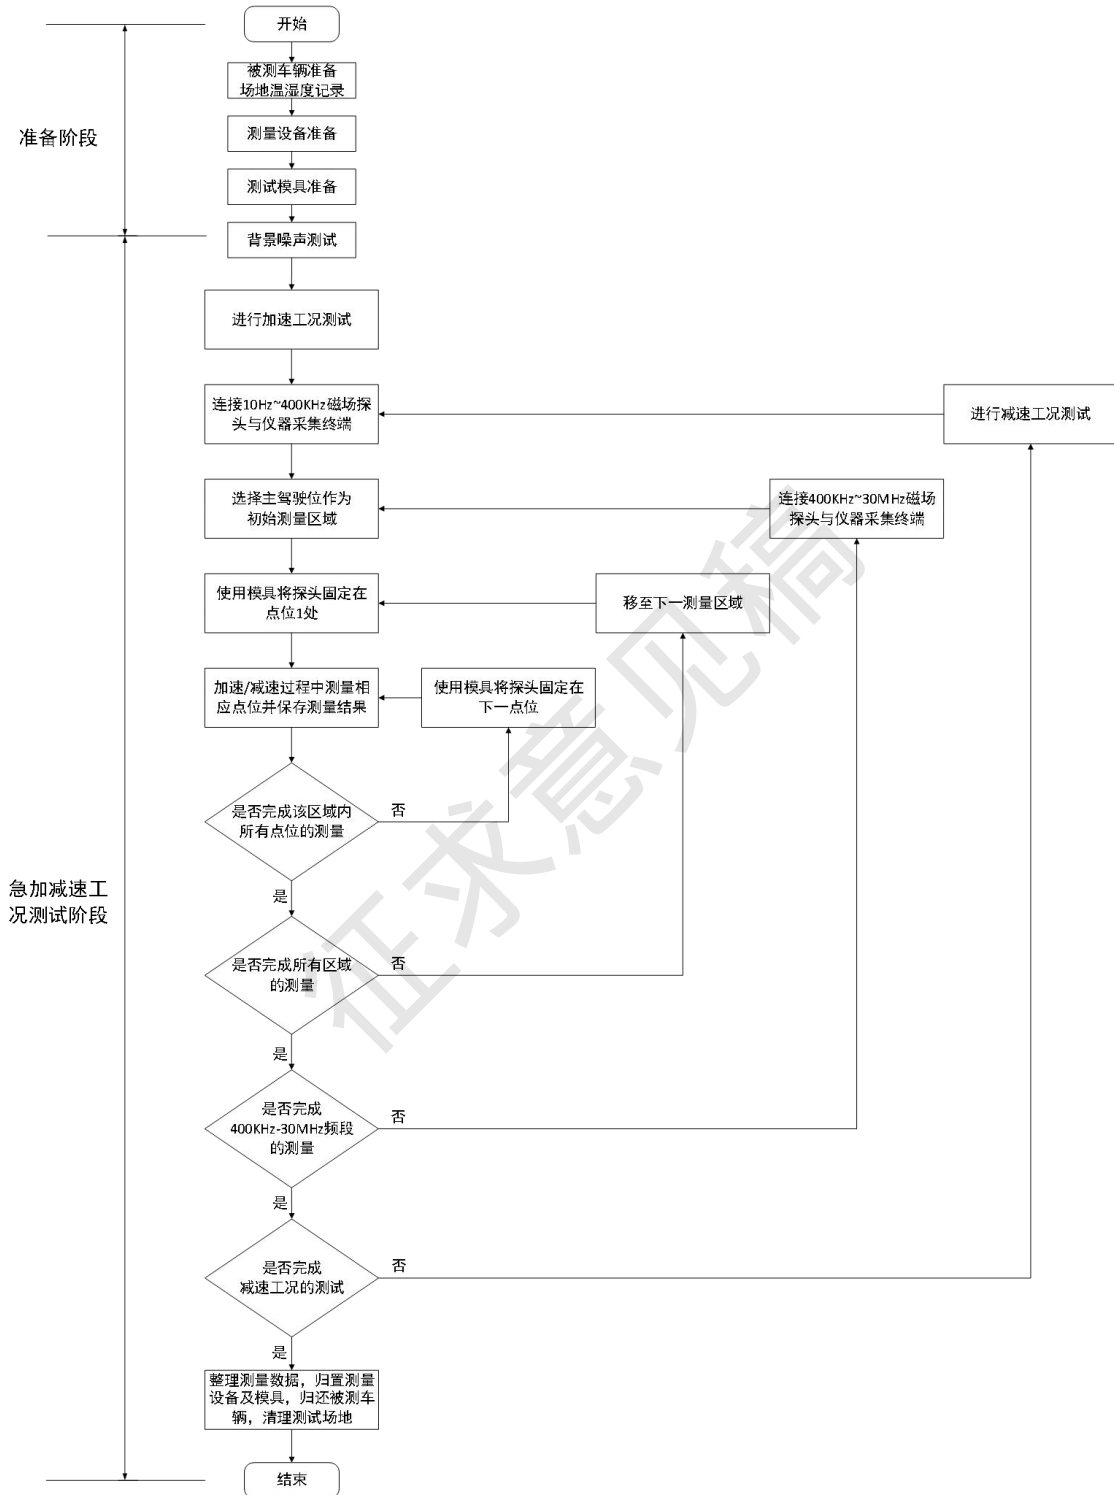 开始
被测车辆准备
场地温湿度记录
准备阶段
测量设备准备
测试模具准备
背景噪声测试
进行加速工况测试
连接10Hz~400KHz磁场探
头与仪器采集终端
进行减速工况测试
选择主驾驶位作为
初始测量区域
连接400KHz~30MHz磁场
探头与仪器采集终端
使用模具将探头固定在
点位1处
移至下一测量区域
加速/减速过程中测量相
应点位并保存测量结果
使用模具将探头固定在
下一点位
是否完成该区域内
所有点位的测量
否
是
急加减速工
况测试阶段
是否完成所有区域
的测量
否
是
是否完成
400KHz-30MHz频段
的测量
否
是
是否完成
减速工况的测试
否
是
整理测量数据，归置测量
设备及模具，归还被测车
辆，清理测试场地
结束
征求意见稿